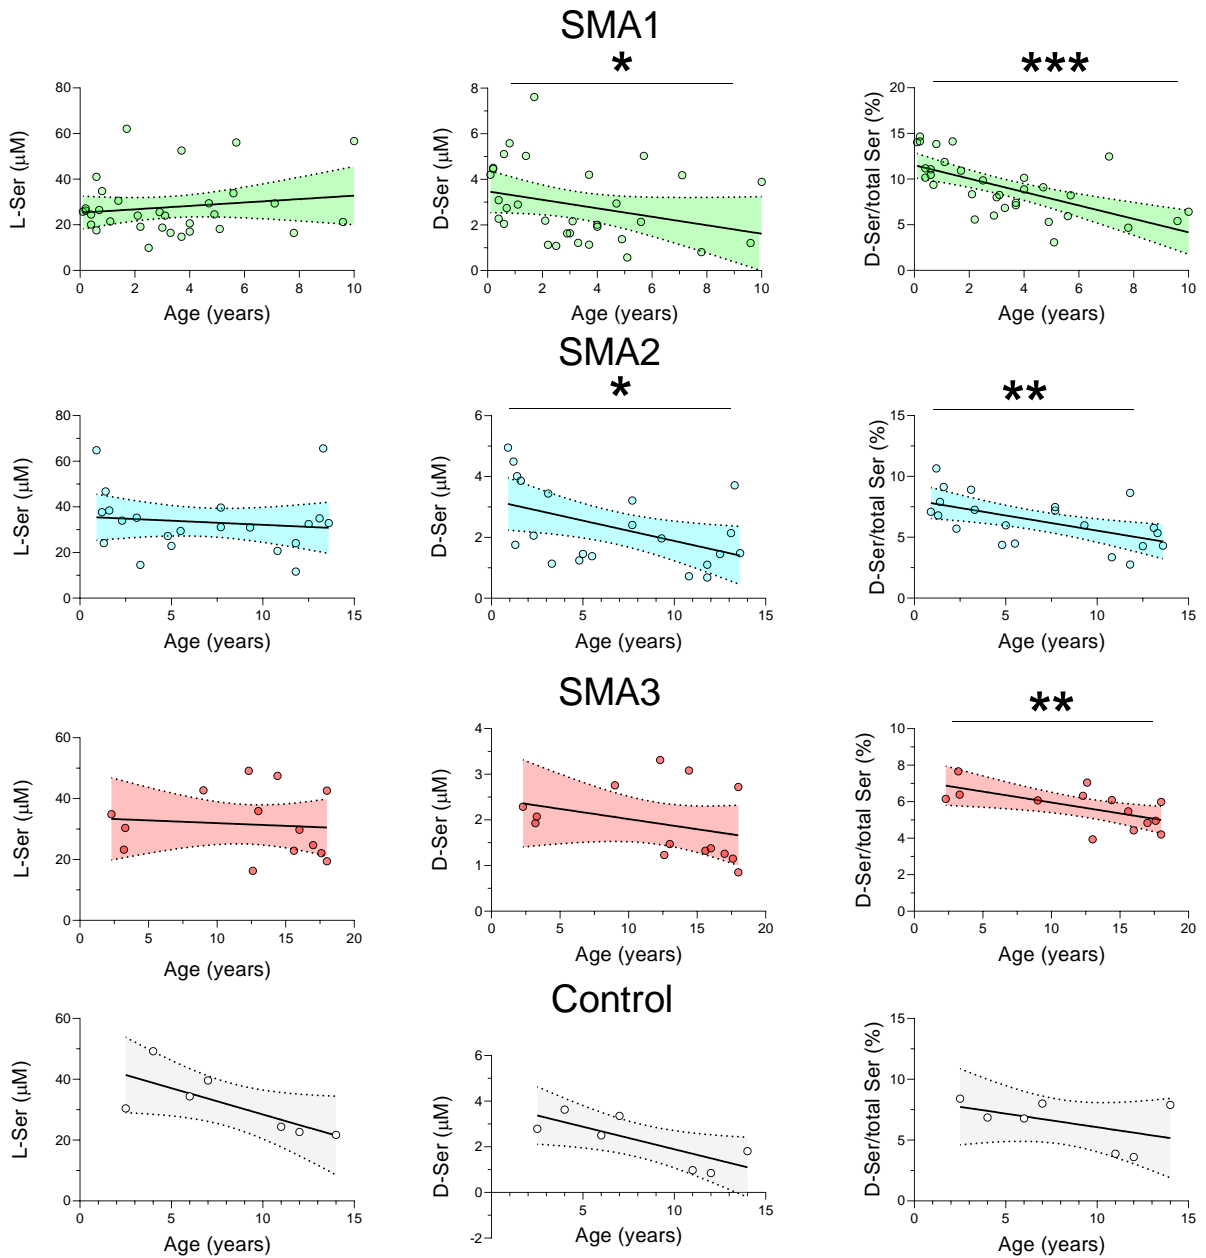 SMA1
*
***
L-Ser (μM)
80
60
40
20
0
0 2 4 6 8 10
Age (years)
D-Ser (μM)
8
6
4
2
0
0 2 4 6 8 10
Age (years)
D-Ser/total Ser (%)
20
15
10
5
0
0 2 4 6 8 10
Age (years)
SMA2
*
**
L-Ser (μM)
80
60
40
20
0
0 5 10 15
Age (years)
D-Ser (μM)
6
4
2
0
0 5 10 15
Age (years)
D-Ser/total Ser (%)
15
10
5
0
0 5 10 15
Age (years)
SMA3
**
L-Ser (μM)
60
40
20
0
0 5 10 15 20
Age (years)
D-Ser (μM)
4
3
2
1
0
0 5 10 15 20
Age (years)
D-Ser/total Ser (%)
10
8
6
4
2
0
0 5 10 15 20
Age (years)
Control
L-Ser (μM)
60
40
20
0
0 5 10 15
Age (years)
D-Ser (μM)
6
4
2
0
-2
5 10 15
Age (years)
D-Ser/total Ser (%)
15
10
5
0
0 5 10 15
Age (years)